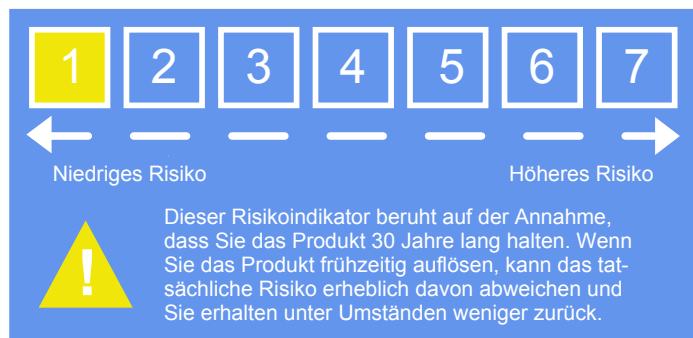 1 2 3 4 5 6 7
Niedriges Risiko Höheres Risiko
! Dieser Risikoindikator beruht auf der Annahme,
dass Sie das Produkt 30 Jahre lang halten. Wenn
Sie das Produkt frühzeitig auflösen, kann das tat-
sächliche Risiko erheblich davon abweichen und
Sie erhalten unter Umständen weniger zurück.